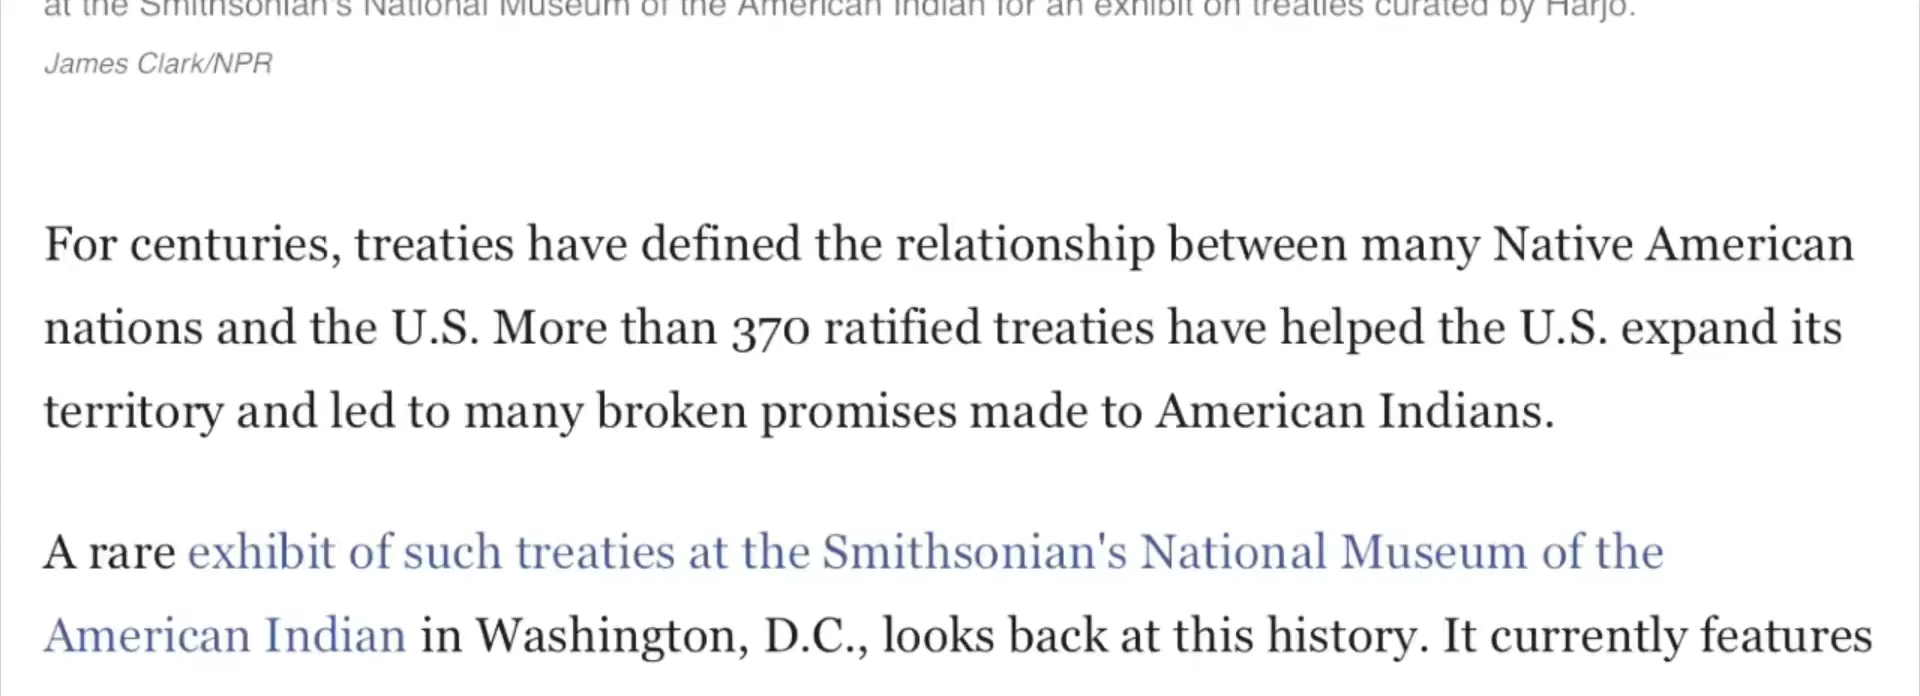 at the Smithsonian's National Museum of the American Indian for an exhibit on treaties curated by Harjo.
James Clark/NPR
For centuries, treaties have defined the relationship between many Native American
nations and the U.S. More than 370 ratified treaties have helped the U.S. expand its
territory and led to many broken promises made to American Indians.
A rare exhibit of such treaties at the Smithsonian's National Museum of the
American Indian in Washington, D.C., looks back at this history. It currently features